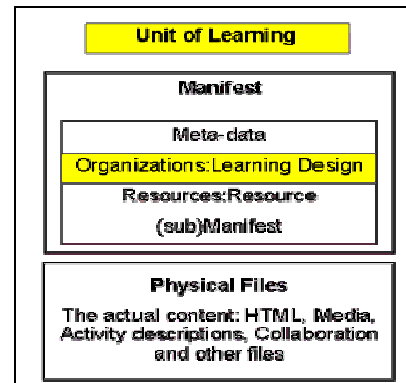 Unit of Learning
Manifest
Meta-data
Organizations:Learning Design
Resources:Resource
(sub)Manifest
Physical Files
The actual content: HTML, Media,
Activity descriptions, Collaboration
and other files